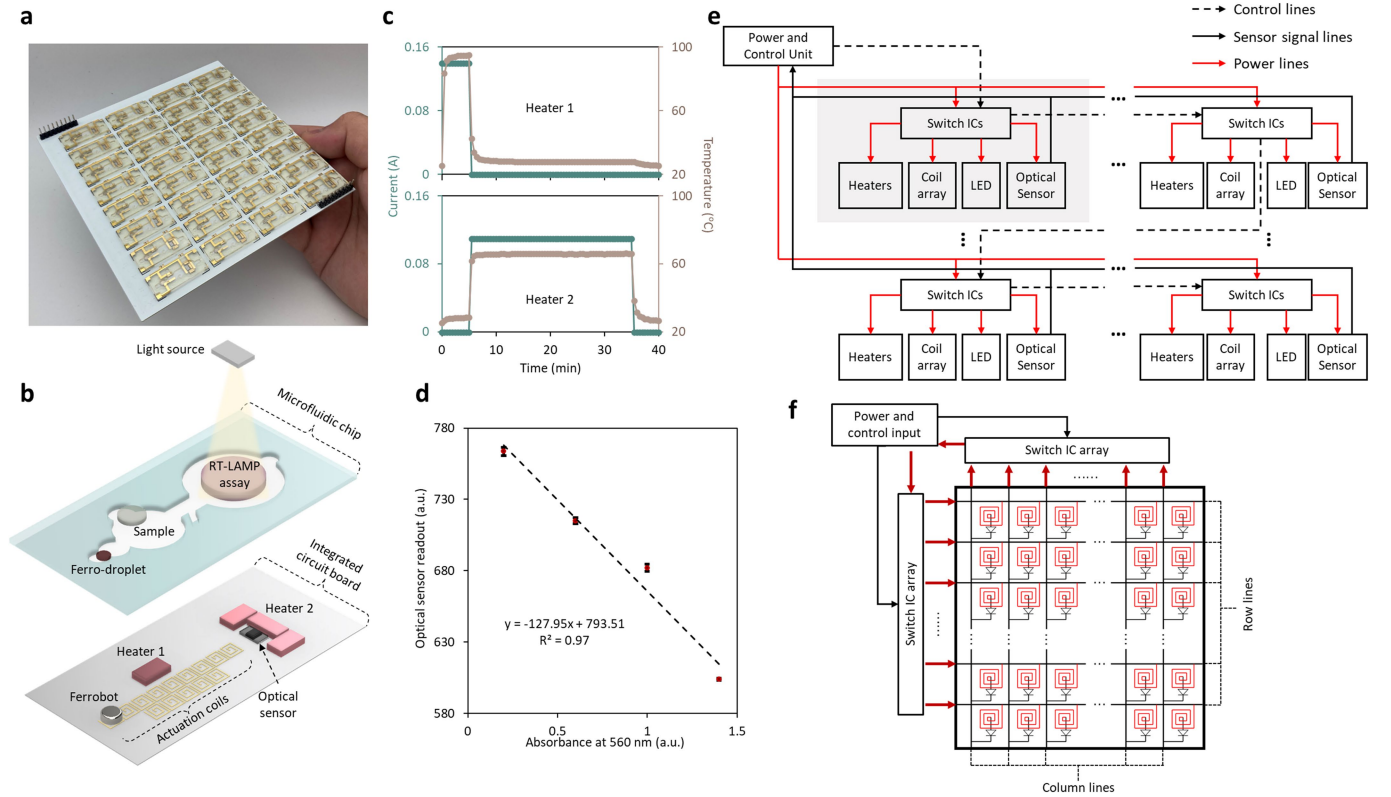 a
Light source
b
Microfluidic chip
RT-LAMP
assay
Sample
Ferro-droplet
Integrated
circuit board
Heater 2
Heater 1
Ferrobot
Actuation coils
Optical
sensor
c
0.16
100
Heater 1
0.08
60
0
20
0.16
100
Heater 2
0.08
60
0
20
0
10
20
30
40
Current (A)
Temperature (°C)
Time (min)
d
780
730
680
630
580
y = -127.95x + 793.51
R² = 0.97
0
0.5
1
1.5
Optical sensor readout (a.u.)
Absorbance at 560 nm (a.u.)
e
Control lines
Sensor signal lines
Power lines
Power and
Control Unit
Switch ICs
Heaters
Coil
array
LED
Optical
Sensor
...
...
Switch ICs
Heaters
Coil
array
LED
Optical
Sensor
Switch ICs
Heaters
Coil
array
LED
Optical
Sensor
...
...
Switch ICs
Heaters
Coil
array
LED
Optical
Sensor
f
Power and
control input
Switch IC array
Switch IC array
Row lines
Column lines